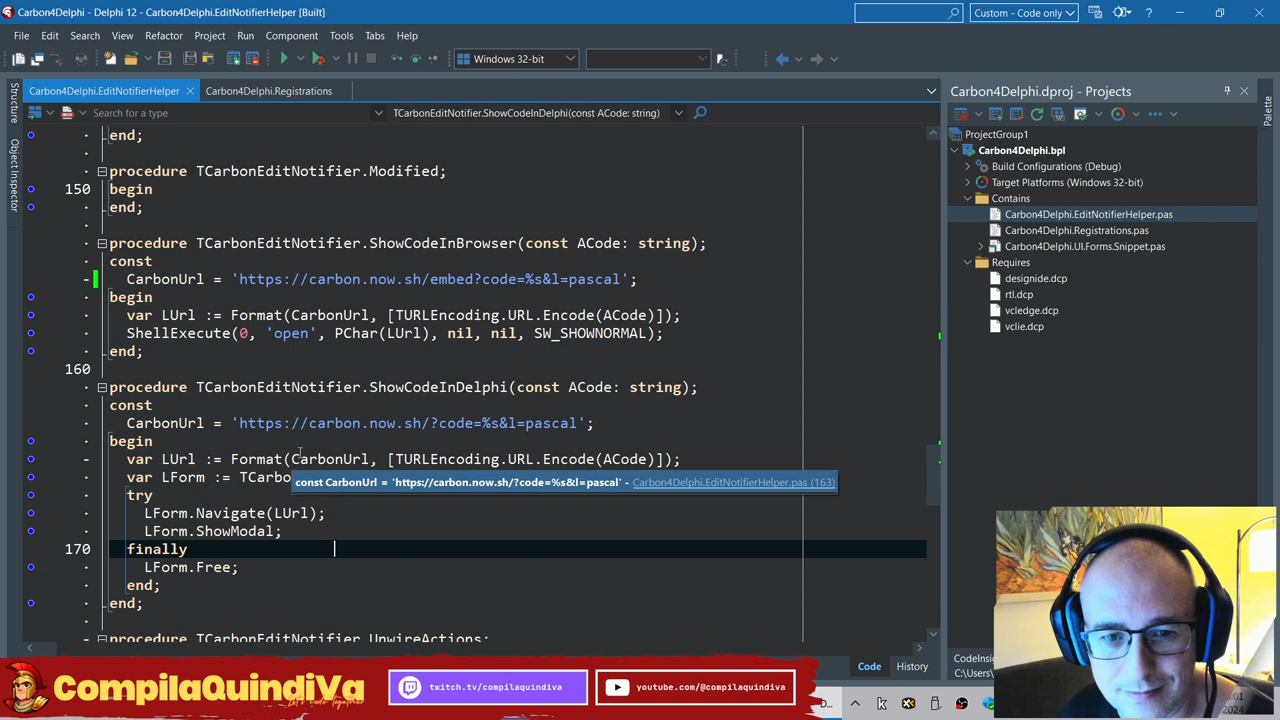 Carbon4Delphi - Delphi 12 - Carbon4Delphi.EditNotifierHelper [Built]
Custom - Code only
File Edit Search View Refactor Project Run Component Tools Tabs Help
Windows 32-bit
Carbon4Delphi.EditNotifierHelper
Carbon4Delphi.Registrations
Search for a type
TCarbonEditNotifier.ShowCodeInDelphi(const ACode: string)
Structure
Object Inspector
end;
procedure TCarbonEditNotifier.Modified;
150 begin
end;
procedure TCarbonEditNotifier.ShowCodeInBrowser(const ACode: string);
const
CarbonUrl = 'https://carbon.now.sh/embed?code=%s&l=pascal';
begin
var LUrl := Format(CarbonUrl, [TURLEncoding.URL.Encode(ACode)]);
ShellExecute(0, 'open', PChar(LUrl), nil, nil, SW_SHOWNORMAL);
end;
160
procedure TCarbonEditNotifier.ShowCodeInDelphi(const ACode: string);
const
CarbonUrl = 'https://carbon.now.sh/?code=%s&l=pascal';
begin
var LUrl := Format(CarbonUrl, [TURLEncoding.URL.Encode(ACode)]);
var LForm := TCarbo
const CarbonUrl = 'https://carbon.now.sh/?code=%s&l=pascal' - Carbon4Delphi.EditNotifierHelper.pas (163)
try
LForm.Navigate(LUrl);
LForm.ShowModal;
170 finally
LForm.Free;
end;
end;
procedure TCarbonEditNotifier.UnwireActions;
Code
History
Carbon4Delphi.dproj - Projects
Palette
ProjectGroup1
Carbon4Delphi.bpl
Build Configurations (Debug)
Target Platforms (Windows 32-bit)
Contains
Carbon4Delphi.EditNotifierHelper.pas
Carbon4Delphi.Registrations.pas
Carbon4Delphi.UI.Forms.Snippet.pas
Requires
designide.dcp
rtl.dcp
vcledge.dcp
vclie.dcp
CodeInsi
C:\Users\
CompilaQuindiVa
twitch.tv/compilaquindiva
youtube.com/@compilaquindiva